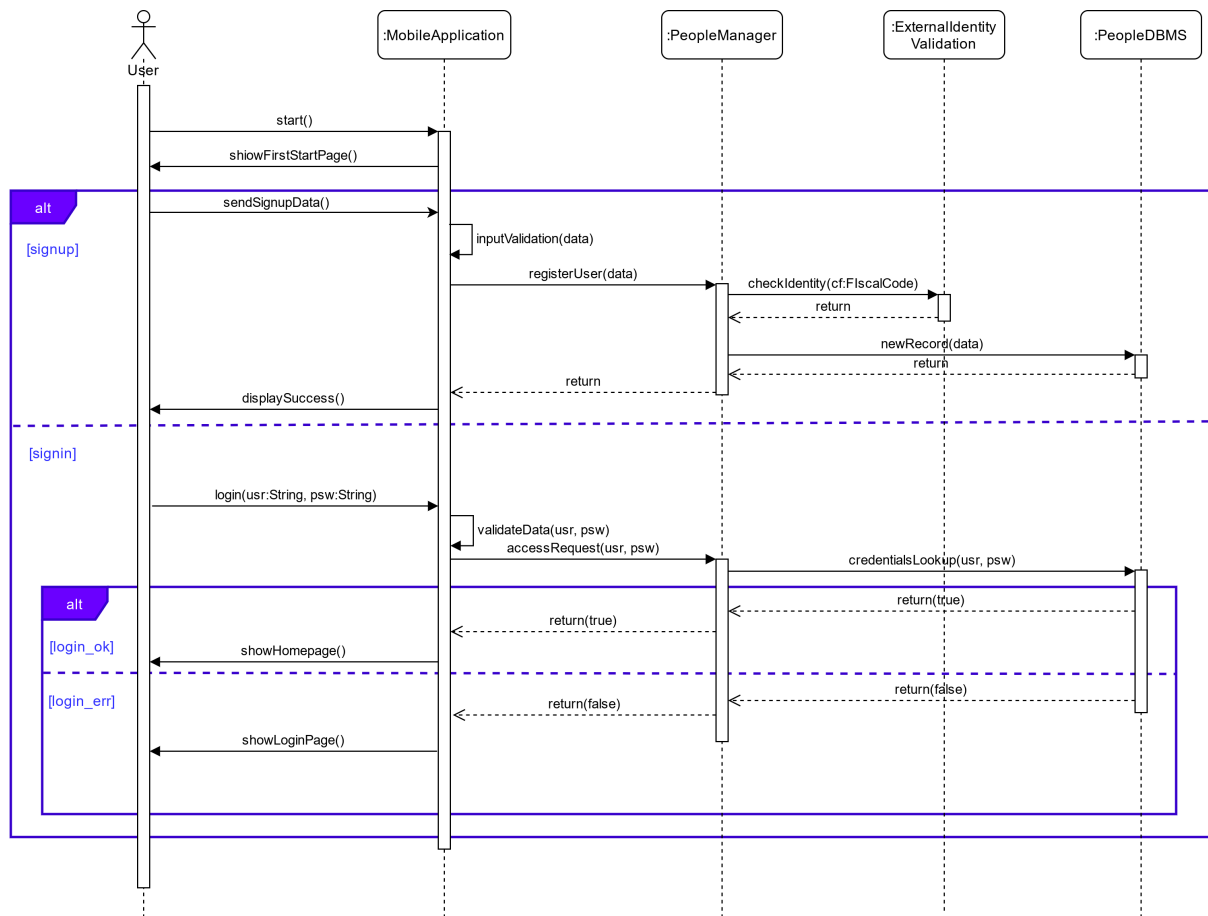 User
:MobileApplication
:PeopleManager
:ExternalIdentity
Validation
:PeopleDBMS
start()
shiowFirstStartPage()
alt
sendSignupData()
[signup]
inputValidation(data)
registerUser(data)
checkIdentity(cf:FIscalCode)
return
newRecord(data)
return
return
displaySuccess()
[signin]
login(usr:String, psw:String)
validateData(usr, psw)
accessRequest(usr, psw)
credentialsLookup(usr, psw)
alt
return(true)
return(true)
[login_ok]
showHomepage()
[login_err]
return(false)
return(false)
showLoginPage()